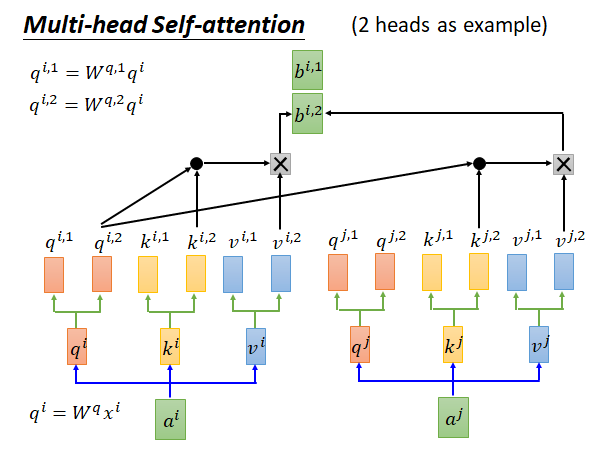 Multi-head Self-attention (2 heads as example)
q^{i,1} = W^{q,1}q^i
q^{i,2} = W^{q,2}q^i
b^{i,1}
b^{i,2}
q^{i,1} q^{i,2} k^{i,1} k^{i,2} v^{i,1} v^{i,2} q^{j,1} q^{j,2} k^{j,1} k^{j,2} v^{j,1} v^{j,2}
q^i k^i v^i q^j k^j v^j
q^i = W^q x^i a^i a^j